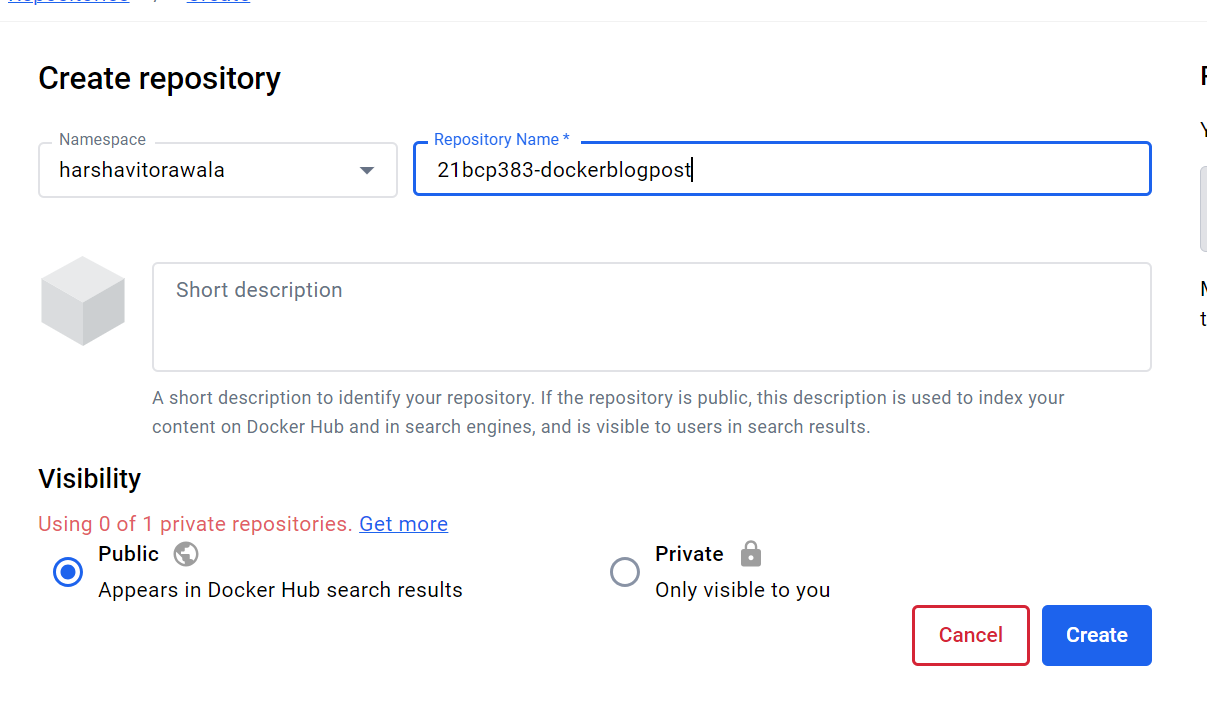 Repositories / Create
Create repository
Namespace
harshavitorawala
Repository Name *
21bcp383-dockerblogpost
Short description
A short description to identify your repository. If the repository is public, this description is used to index your
content on Docker Hub and in search engines, and is visible to users in search results.
Visibility
Using 0 of 1 private repositories. Get more
Public
Appears in Docker Hub search results
Private
Only visible to you
Cancel
Create